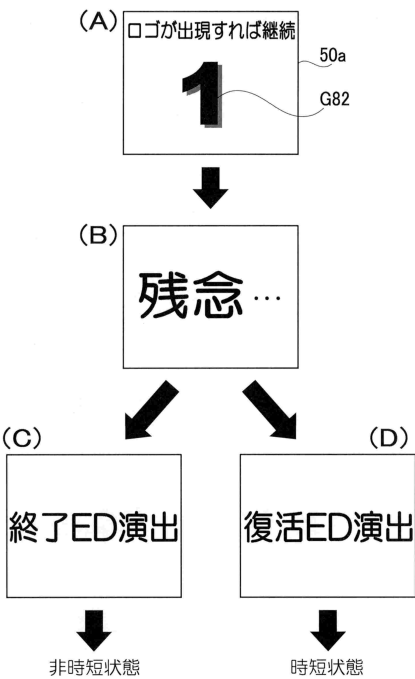 (A)
ロゴが出現すれば継続
1
50a
G82
(B)
残念…
(C)
(D)
終了ED演出
復活ED演出
非時短状態
時短状態